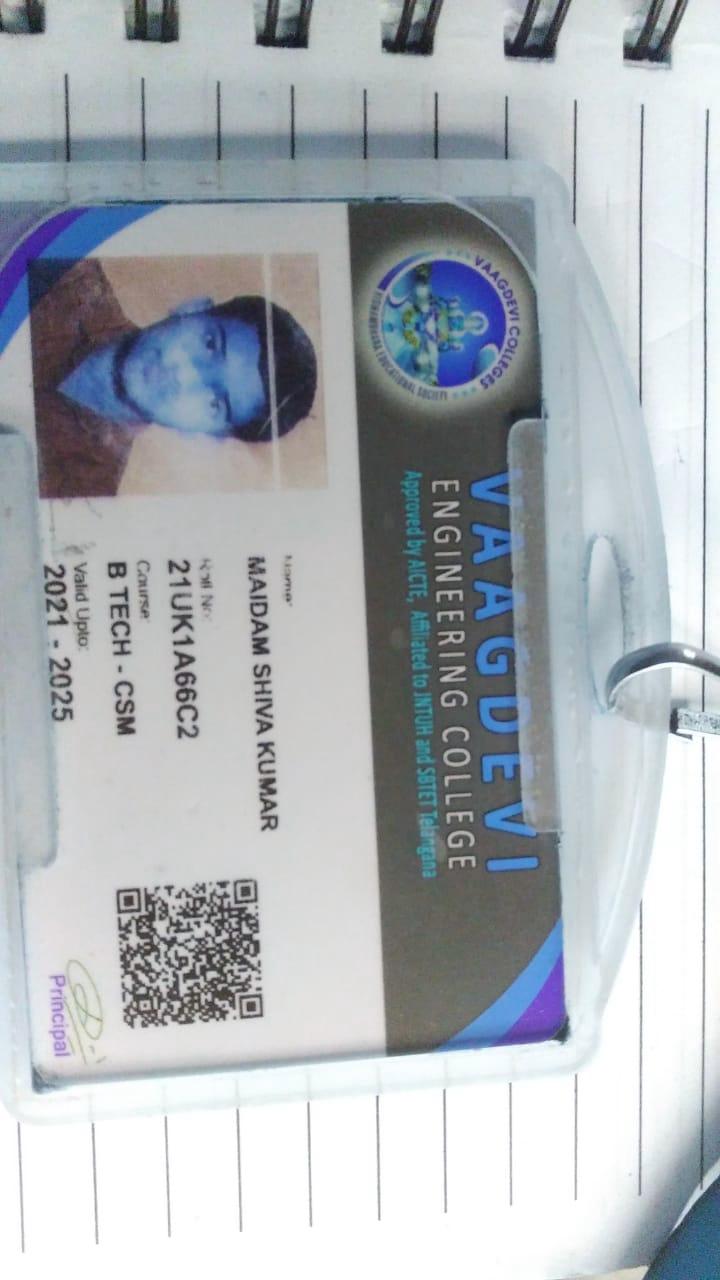 VAAGDEVI COLLEGES
VISWAMBHARA EDUCATIONAL SOCIETY
VAAGDEVI
ENGINEERING COLLEGE
Approved by AICTE, Affiliated to JNTUH and SBTET Telangana
Name:
MAIDAM SHIVA KUMAR
Roll No:
21UK1A66C2
Course:
B TECH - CSM
Valid Upto:
2021 - 2025
Principal